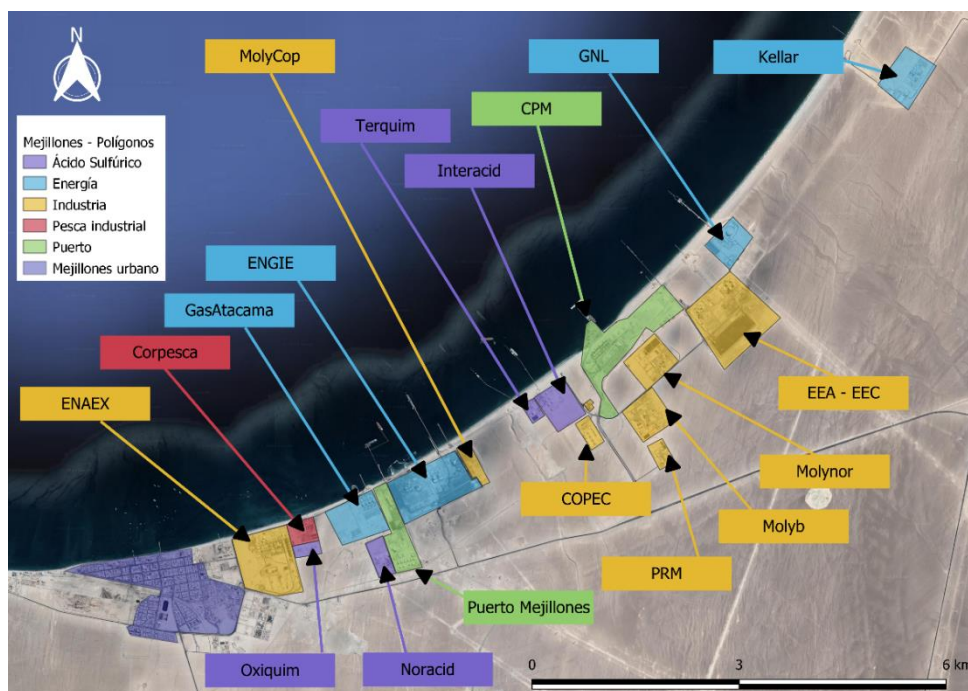 N
MolyCop
GNL
Kellar
Terquim
CPM
Interacid
Mejillones - Polígonos
Ácido Sulfúrico
Energía
Industria
Pesca industrial
Puerto
Mejillones urbano
ENGIE
GasAtacama
Corpesca
ENAEX
EEA - EEC
Molynor
COPEC
Molyb
PRM
Puerto Mejillones
Oxiquim
Noracid
0
3
6 km